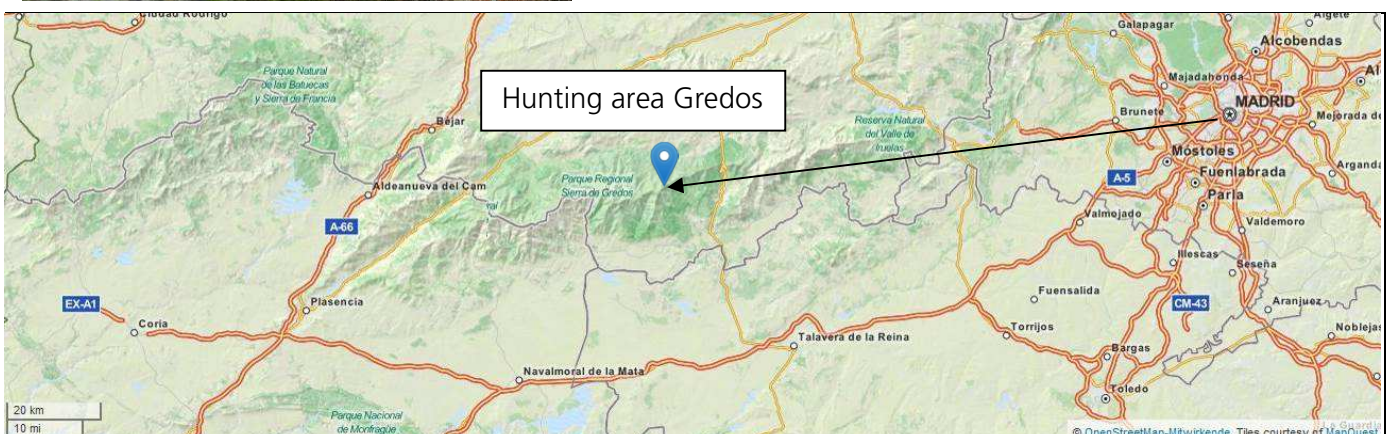 Ciudad Rodrigo
Galapagar
Algete
Alcobendas
Parque Natural
de las Batuecas
y Sierra de Francia
Hunting area Gredos
Majadahonda
MADRID
Brunete
Mejorada de
Béjar
Reserva Natural
del Valle de
Iruelas
Móstoles
Arganda
A-5
Fuenlabrada
Parla
Aldeanueva del Cam
Parque Regional
Sierra de Gredos
Valmojado
Valdemoro
A-66
Illescas
Seseña
EX-A1
Plasencia
Fuensalida
CM-43
Aranjuez
Coria
Torrijos
Noblejas
Talavera de la Reina
Bargas
Navalmoral de la Mata
Toledo
20 km
10 mi
Parque Nacional
de Monfragüe
La Guardia
© OpenStreetMap-Mitwirkende, Tiles courtesy of MapQuest